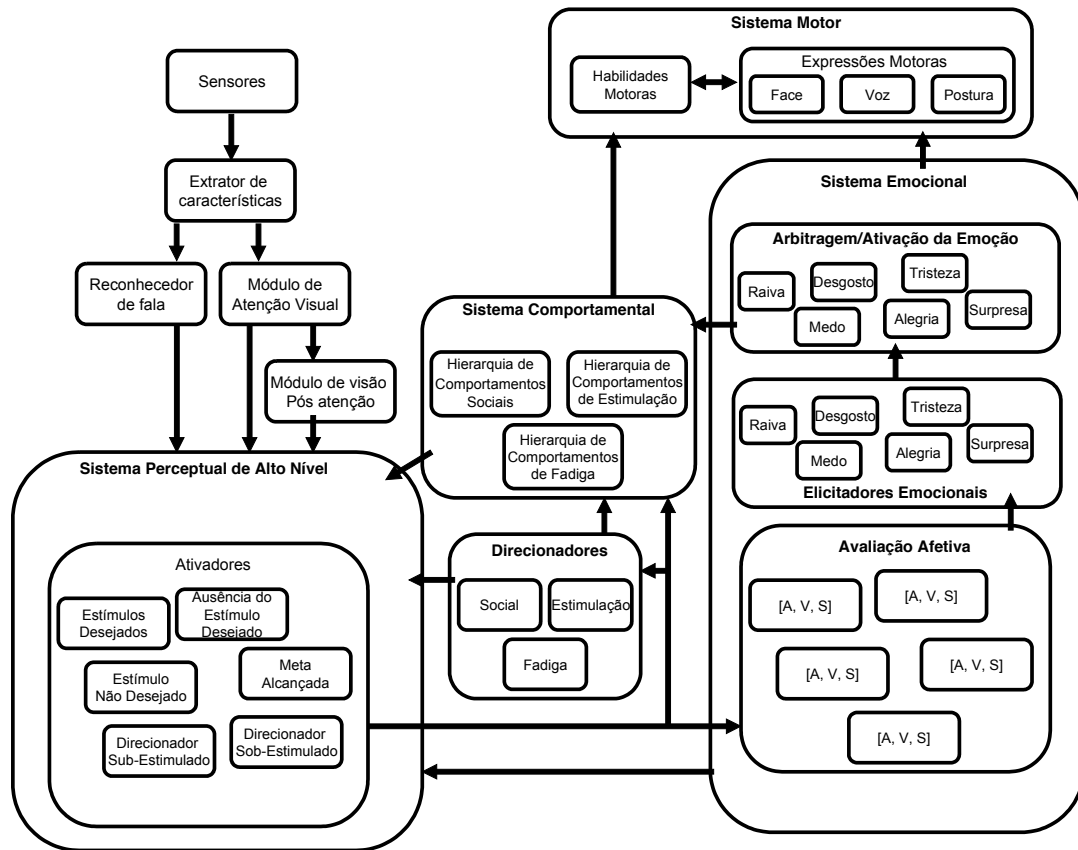 Sistema Motor
Expressões Motoras
Habilidades
Motoras
Face
Voz
Postura
Sensores
Extrator de
características
Reconhecedor
de fala
Módulo de
Atenção Visual
Módulo de visão
Pós atenção
Sistema Comportamental
Hierarquia de
Comportamentos
Sociais
Hierarquia de
Comportamentos
de Estimulação
Hierarquia de
Comportamentos
de Fadiga
Sistema Emocional
Arbitragem/Ativação da Emoção
Raiva
Desgosto
Tristeza
Medo
Alegria
Surpresa
Raiva
Desgosto
Tristeza
Medo
Alegria
Surpresa
Elicitadores Emocionais
Avaliação Afetiva
[A, V, S]
[A, V, S]
[A, V, S]
[A, V, S]
[A, V, S]
Sistema Perceptual de Alto Nível
Ativadores
Estímulos
Desejados
Ausência do
Estímulo
Desejado
Estímulo
Não Desejado
Meta
Alcançada
Direcionador
Sub-Estimulado
Direcionador
Sob-Estimulado
Direcionadores
Social
Estimulação
Fadiga